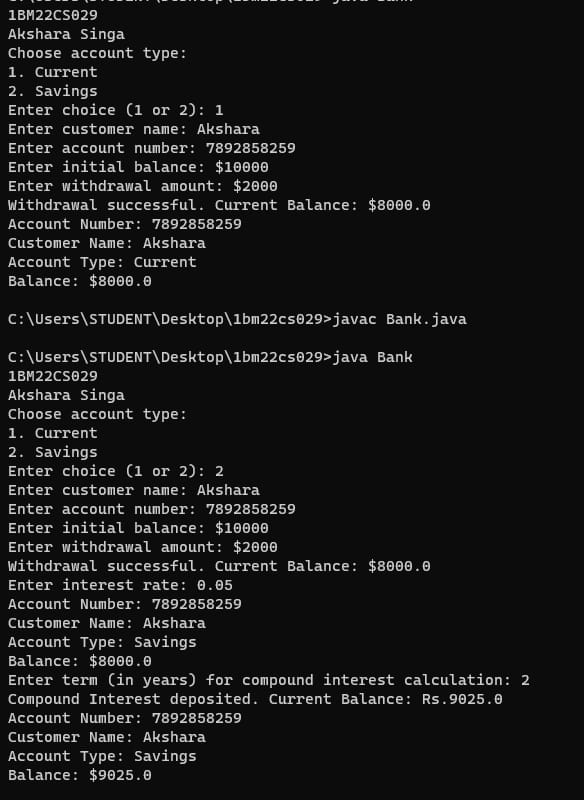 1BM22CS029
Akshara Singa
Choose account type:
1. Current
2. Savings
Enter choice (1 or 2): 1
Enter customer name: Akshara
Enter account number: 7892858259
Enter initial balance: $10000
Enter withdrawal amount: $2000
Withdrawal successful. Current Balance: $8000.0
Account Number: 7892858259
Customer Name: Akshara
Account Type: Current
Balance: $8000.0
C:\Users\STUDENT\Desktop\1bm22cs029>javac Bank.java
C:\Users\STUDENT\Desktop\1bm22cs029>java Bank
1BM22CS029
Akshara Singa
Choose account type:
1. Current
2. Savings
Enter choice (1 or 2): 2
Enter customer name: Akshara
Enter account number: 7892858259
Enter initial balance: $10000
Enter withdrawal amount: $2000
Withdrawal successful. Current Balance: $8000.0
Enter interest rate: 0.05
Account Number: 7892858259
Customer Name: Akshara
Account Type: Savings
Balance: $8000.0
Enter term (in years) for compound interest calculation: 2
Compound Interest deposited. Current Balance: Rs.9025.0
Account Number: 7892858259
Customer Name: Akshara
Account Type: Savings
Balance: $9025.0